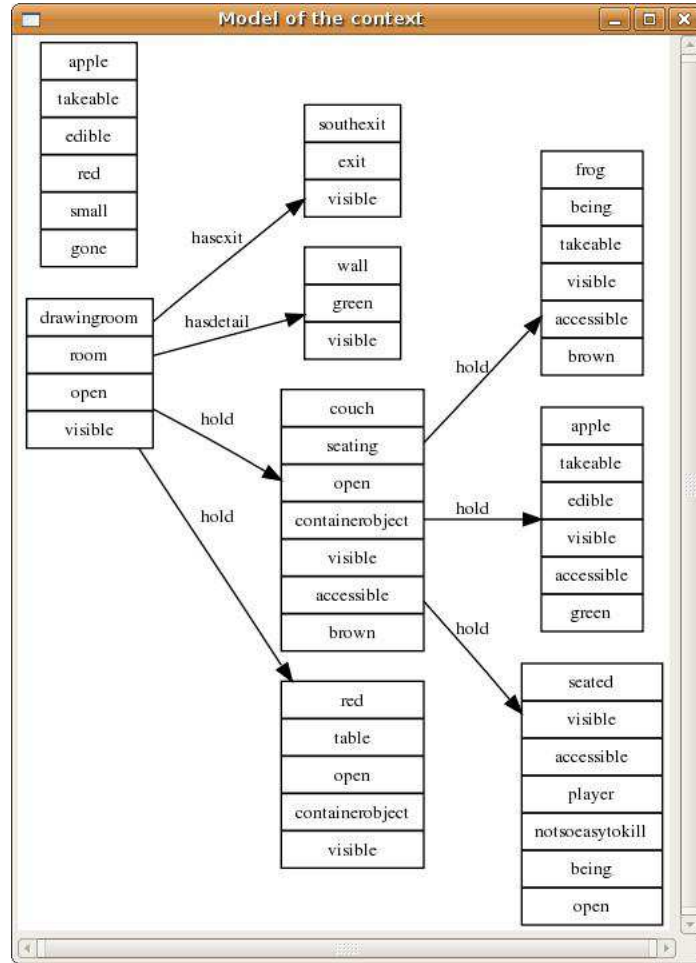 Model of the context
apple
takeable
edible
red
small
gone
drawingroom
room
open
visible
hasexit
hasdetail
hold
hold
southexit
exit
visible
wall
green
visible
couch
seating
open
containerobject
visible
accessible
brown
red
table
open
containerobject
visible
hold
hold
hold
frog
being
takeable
visible
accessible
brown
apple
takeable
edible
visible
accessible
green
seated
visible
accessible
player
notsoeasytokill
being
open